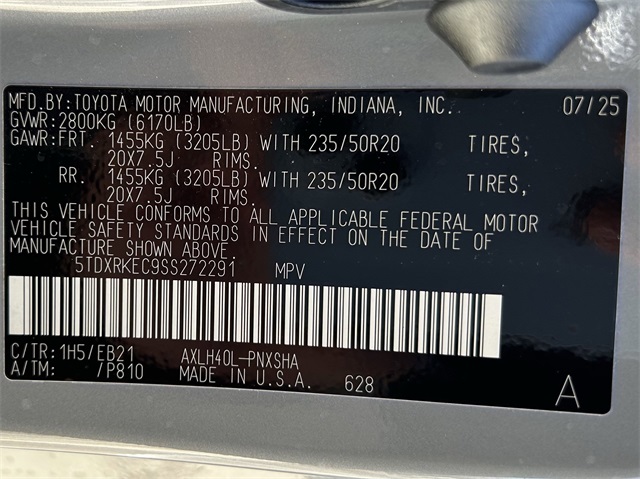 MFD.BY:TOYOTA MOTOR MANUFACTURING, INDIANA, INC. 07/25
GVWR:2800KG (6170LB)
GAWR:FRT. 1455KG (3205LB) WITH 235/50R20 TIRES,
20X7.5J RIMS.
RR. 1455KG (3205LB) WITH 235/50R20 TIRES,
20X7.5J RIMS.
THIS VEHICLE CONFORMS TO ALL APPLICABLE FEDERAL MOTOR
VEHICLE SAFETY STANDARDS IN EFFECT ON THE DATE OF
MANUFACTURE SHOWN ABOVE.
5TDXRKEC9SS272291 MPV
C/TR:1H5/EB21 AXLH40L-PNXSHA
A/TM: /P810 MADE IN U.S.A. 628 A